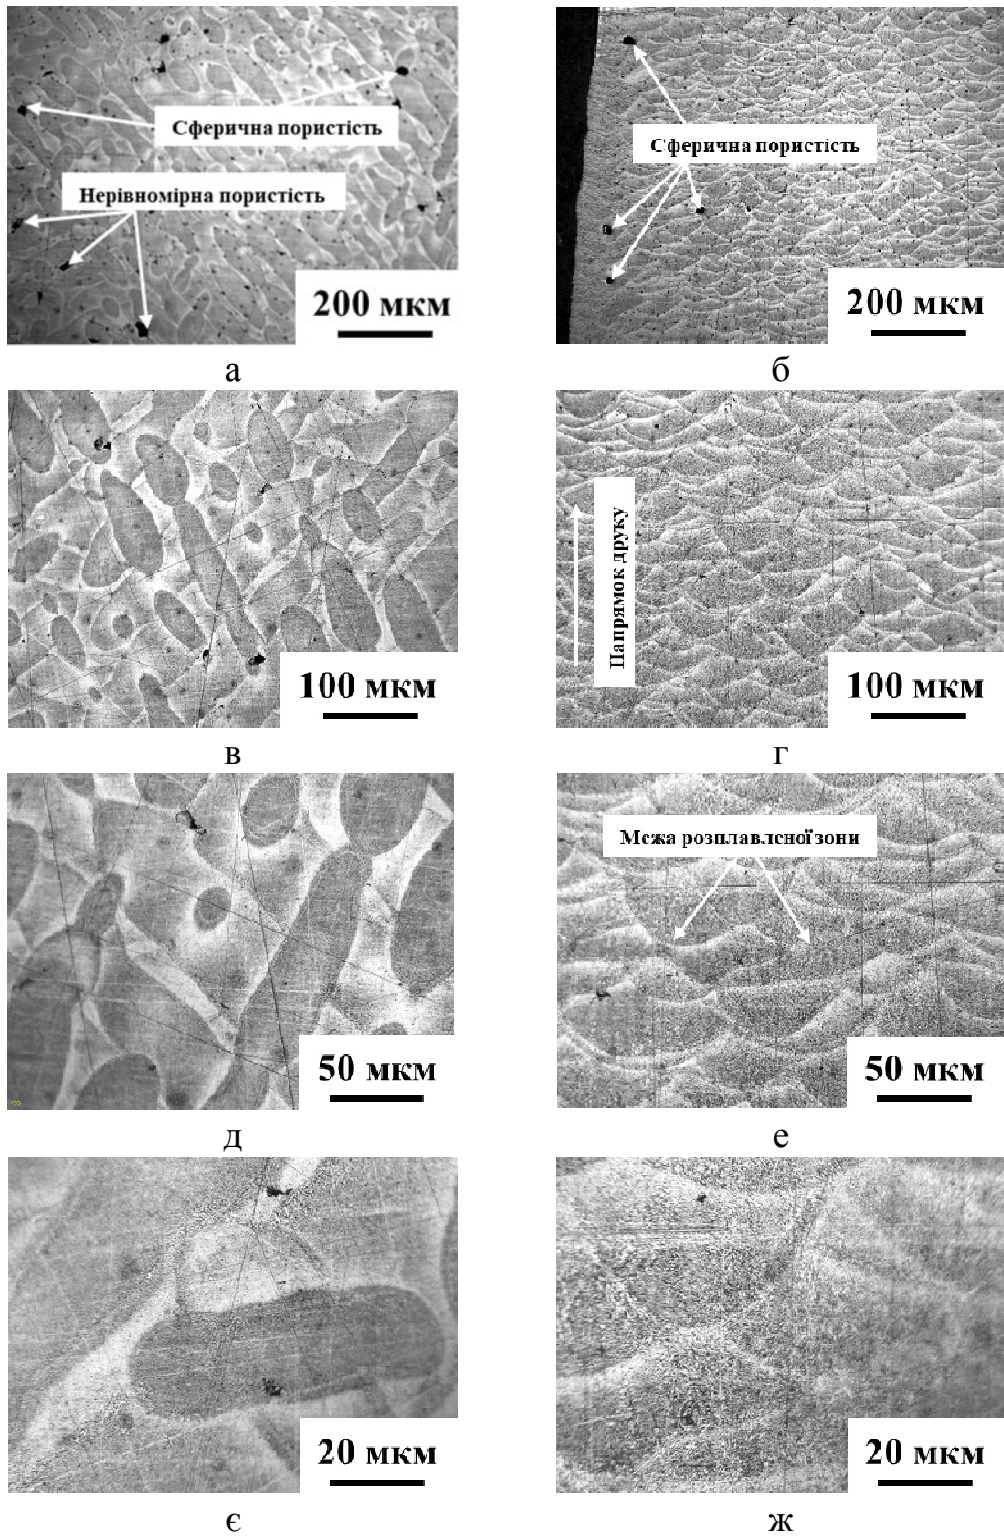 Сферична пористість
Нерівномірна пористість
200 мкм
а
Сферична пористість
200 мкм
б
100 мкм
в
Напрямок друку
100 мкм
г
50 мкм
д
Межа розплавленої зони
50 мкм
е
20 мкм
є
20 мкм
ж